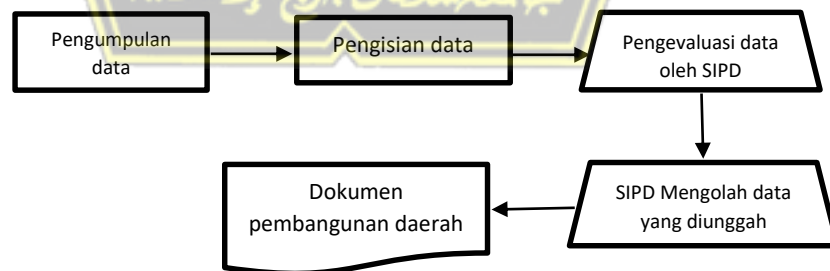 Pengumpulan
data
Pengisian data
Pengevaluasi data
oleh SIPD
SIPD Mengolah data
yang diunggah
Dokumen
pembangunan daerah